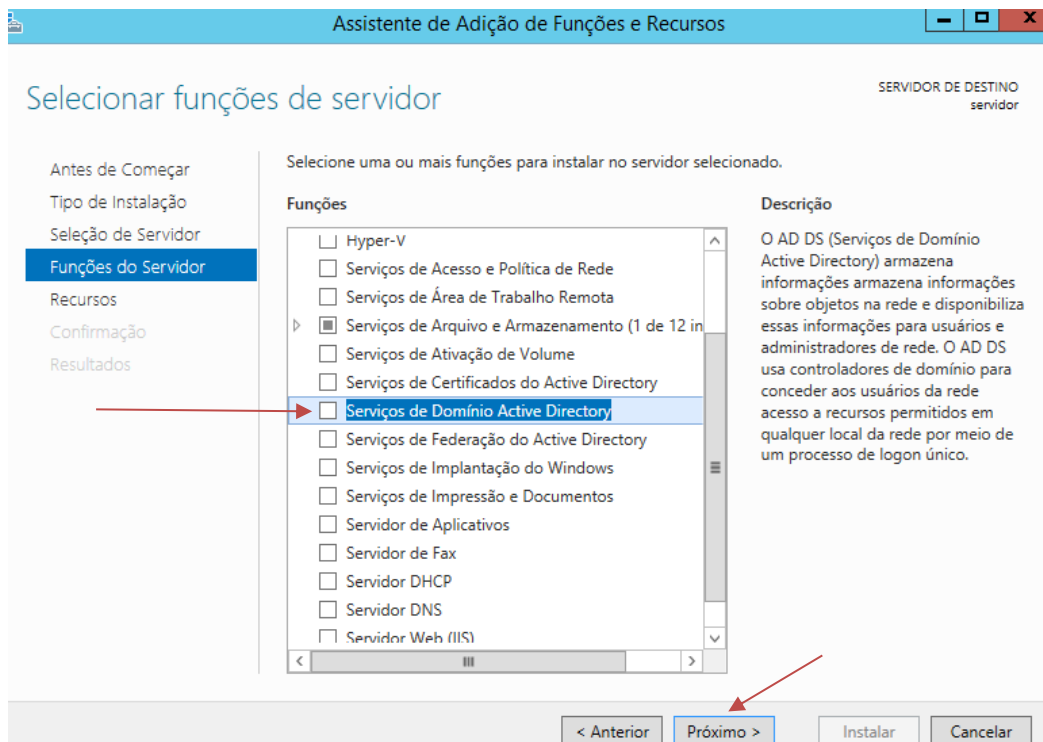 Assistente de Adição de Funções e Recursos
X
Selecionar funções de servidor
SERVIDOR DE DESTINO
servidor
Antes de Começar
Tipo de Instalação
Seleção de Servidor
Funções do Servidor
Recursos
Confirmação
Resultados
Selecione uma ou mais funções para instalar no servidor selecionado.
Funções
Hyper-V
Serviços de Acesso e Política de Rede
Serviços de Área de Trabalho Remota
Serviços de Arquivo e Armazenamento (1 de 12 in
Serviços de Ativação de Volume
Serviços de Certificados do Active Directory
Serviços de Domínio Active Directory
Serviços de Federação do Active Directory
Serviços de Implantação do Windows
Serviços de Impressão e Documentos
Servidor de Aplicativos
Servidor de Fax
Servidor DHCP
Servidor DNS
Servidor Web (IIS)
Descrição
O AD DS (Serviços de Domínio
Active Directory) armazena
informações armazena informações
sobre objetos na rede e disponibiliza
essas informações para usuários e
administradores de rede. O AD DS
usa controladores de domínio para
conceder aos usuários da rede
acesso a recursos permitidos em
qualquer local da rede por meio de
um processo de logon único.
< Anterior
Próximo >
Instalar
Cancelar